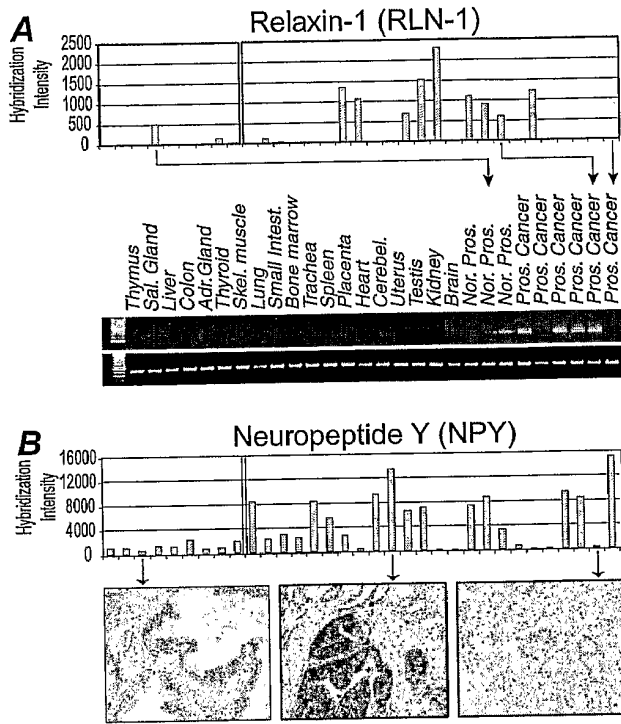 A
Relaxin-1 (RLN-1)
Hybridization
Intensity
2500
2000
1500
1000
500
0
Thymus
Sal. Gland
Liver
Colon
Adr.Gland
Thyroid
Skel. muscle
Lung
Small Intest.
Bone marrow
Trachea
Spleen
Placenta
Heart
Cerebel.
Uterus
Testis
Kidney
Brain
Nor. Pros.
Nor. Pros.
Nor. Pros.
Pros. Cancer
Pros. Cancer
Pros. Cancer
Pros. Cancer
Pros. Cancer
Pros. Cancer
B
Neuropeptide Y (NPY)
Hybridization
Intensity
16000
12000
8000
4000
0